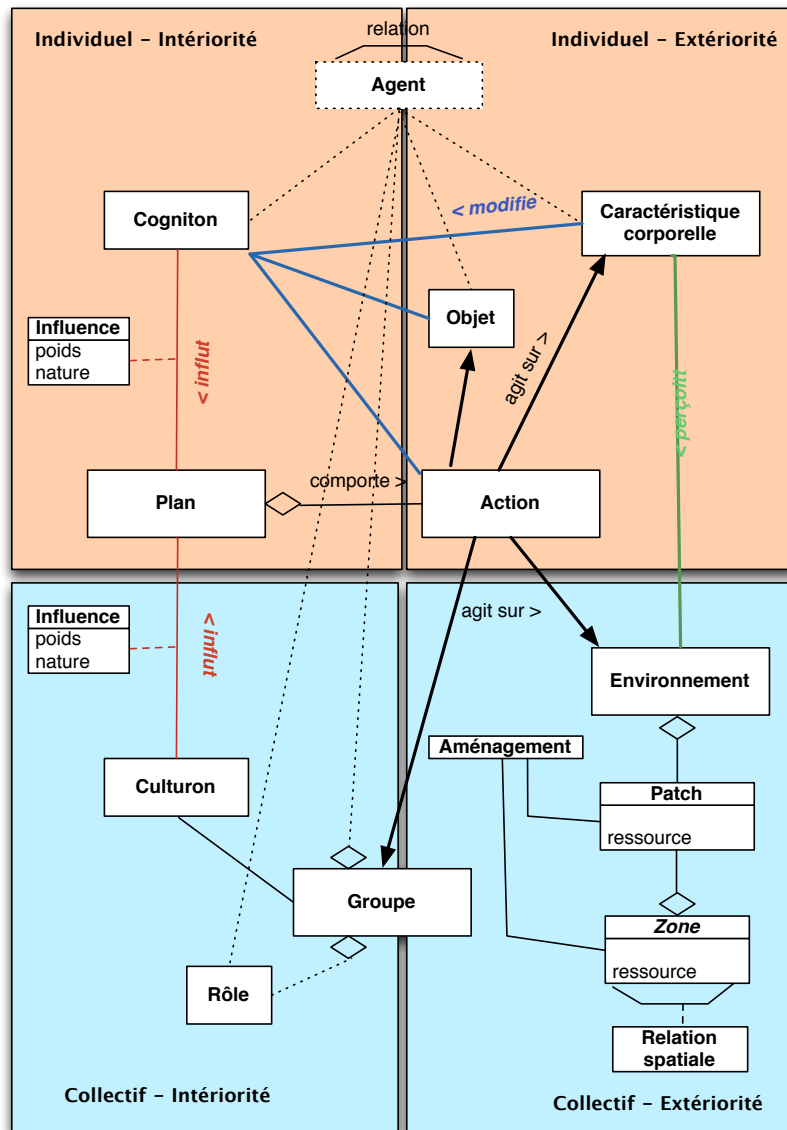 Individuel – Intériorité
relation
Individuel – Extériorité
Agent
Cogniton
< modifie
Caractéristique
corporelle
Influence
poids
nature
< influt
Objet
agit sur >
< perçoitt
Plan
comporte >
Action
Influence
poids
nature
< influt
agit sur >
Environnement
Culturon
Aménagement
Patch
ressource
Groupe
Zone
ressource
Rôle
Relation
spatiale
Collectif – Intériorité
Collectif – Extériorité